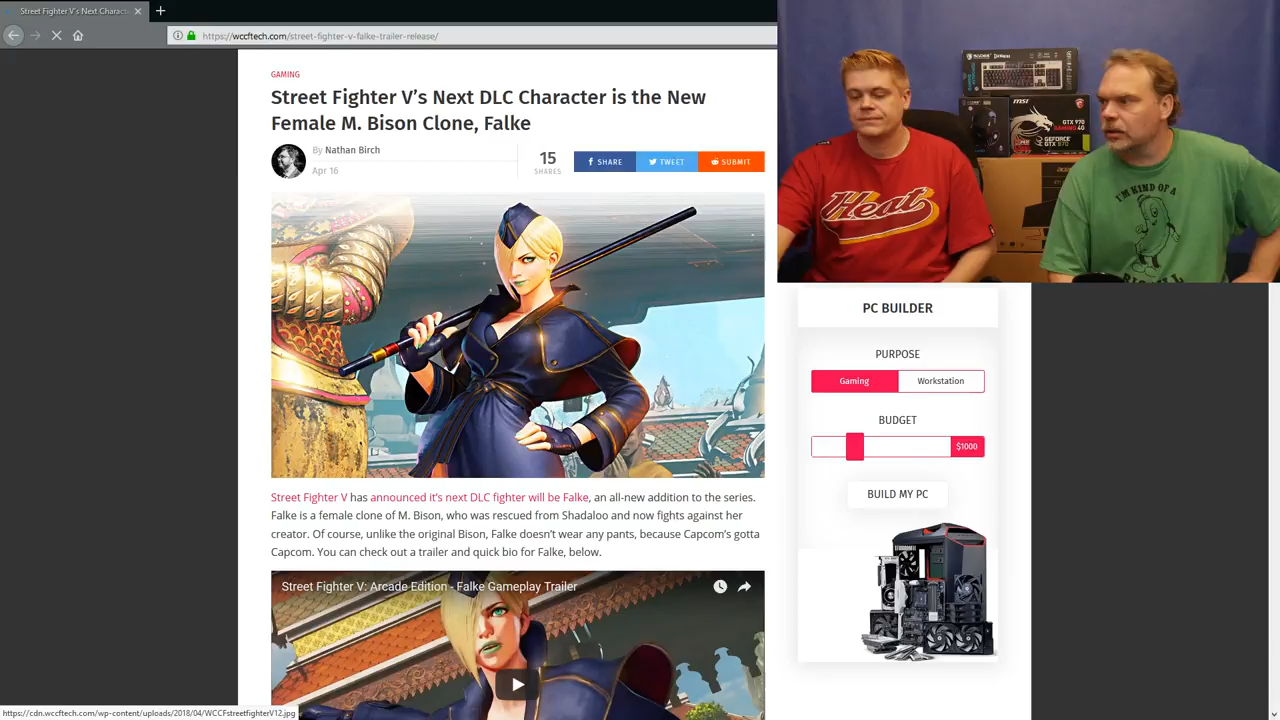 Street Fighter V's Next Characte
https://wccftech.com/street-fighter-v-falke-trailer-release/
GAMING
Street Fighter V's Next DLC Character is the New
Female M. Bison Clone, Falke
By Nathan Birch
Apr 16
15
SHARES
SHARE
TWEET
SUBMIT
Street Fighter V has announced it's next DLC fighter will be Falke, an all-new addition to the series.
Falke is a female clone of M. Bison, who was rescued from Shadaloo and now fights against her
creator. Of course, unlike the original Bison, Falke doesn't wear any pants, because Capcom's gotta
Capcom. You can check out a trailer and quick bio for Falke, below.
Street Fighter V: Arcade Edition - Falke Gameplay Trailer
https://cdn.wccftech.com/wp-content/uploads/2018/04/WCCFstreetfighterV12.jpg
msi
GTX 970
GAMING 4G
GEFORCE
GTX 970
Heat
I'M KIND OF A
PC BUILDER
PURPOSE
Gaming
Workstation
BUDGET
$1000
BUILD MY PC